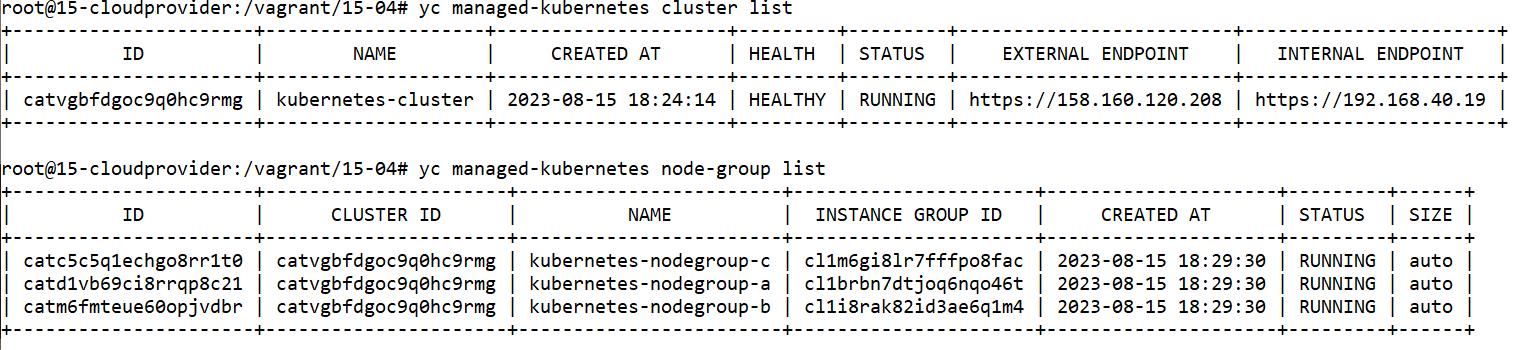 root@15-cloudprovider:/vagrant/15-04# yc managed-kubernetes cluster list
+----------------------+--------------------+---------------------+---------+---------+-------------------------+-----------------------+
|          ID          |        NAME        |     CREATED AT      | HEALTH  | STATUS  |    EXTERNAL ENDPOINT    |   INTERNAL ENDPOINT   |
+----------------------+--------------------+---------------------+---------+---------+-------------------------+-----------------------+
| catvgbfdgoc9q0hc9rmg | kubernetes-cluster | 2023-08-15 18:24:14 | HEALTHY | RUNNING | https://158.160.120.208 | https://192.168.40.19 |
+----------------------+--------------------+---------------------+---------+---------+-------------------------+-----------------------+
root@15-cloudprovider:/vagrant/15-04# yc managed-kubernetes node-group list
+----------------------+----------------------+------------------------+----------------------+---------------------+---------+------+
|          ID          |      CLUSTER ID      |          NAME          |  INSTANCE GROUP ID   |     CREATED AT      | STATUS  | SIZE |
+----------------------+----------------------+------------------------+----------------------+---------------------+---------+------+
| catc5c5q1echgo8rr1t0 | catvgbfdgoc9q0hc9rmg | kubernetes-nodegroup-c | cl1m6gi8lr7fffpo8fac | 2023-08-15 18:29:30 | RUNNING | auto |
| catd1vb69ci8rrqp8c21 | catvgbfdgoc9q0hc9rmg | kubernetes-nodegroup-a | cl1brbn7dtjoq6nqo46t | 2023-08-15 18:29:30 | RUNNING | auto |
| catm6fmteue60opjvdbr | catvgbfdgoc9q0hc9rmg | kubernetes-nodegroup-b | cl1i8rak82id3ae6q1m4 | 2023-08-15 18:29:30 | RUNNING | auto |
+----------------------+----------------------+------------------------+----------------------+---------------------+---------+------+